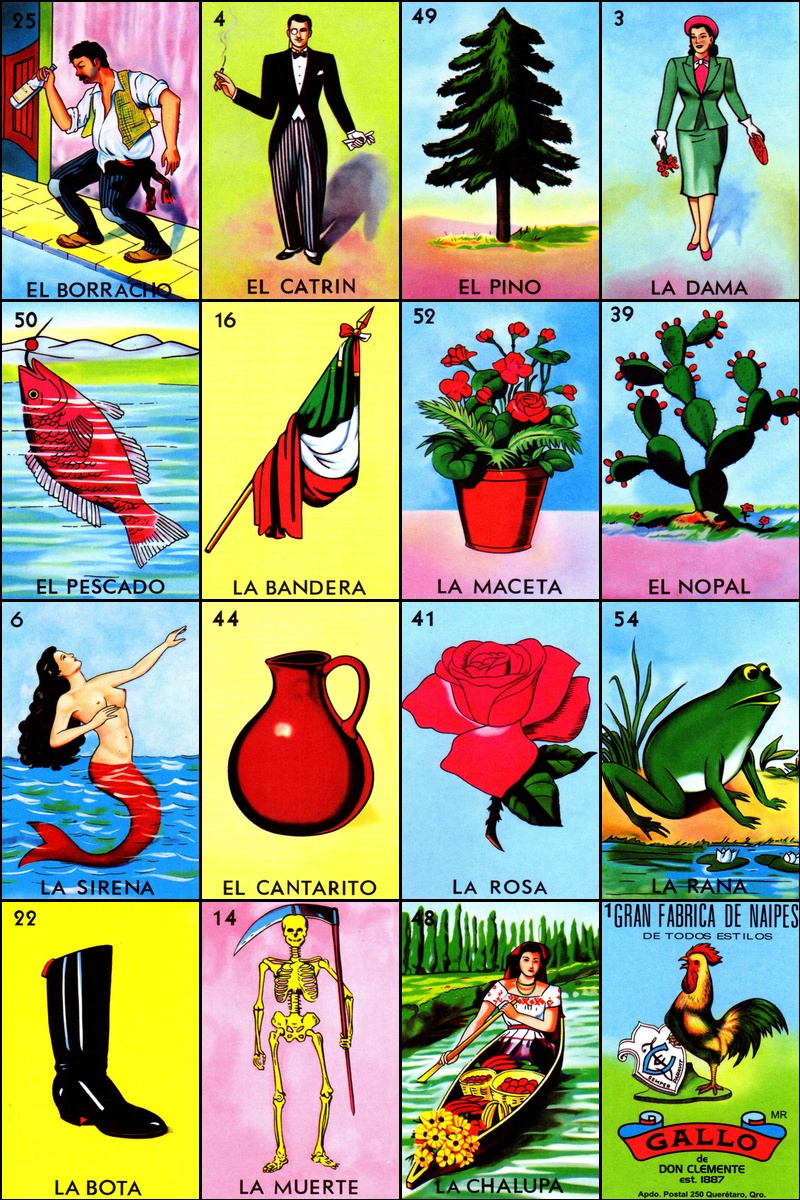 25
EL BORRACHO
4
EL CATRIN
49
EL PINO
3
LA DAMA
50
EL PESCADO
16
LA BANDERA
52
LA MACETA
39
EL NOPAL
6
LA SIRENA
44
EL CANTARITO
41
LA ROSA
54
LA RANA
22
LA BOTA
14
LA MUERTE
48
LA CHALUPA
1
GRAN FABRICA DE NAIPES
DE TODOS ESTILOS
SEMPER
MR
GALLO
de
DON CLEMENTE
est. 1887
Apdo. Postal 250 Querétaro, Qro.